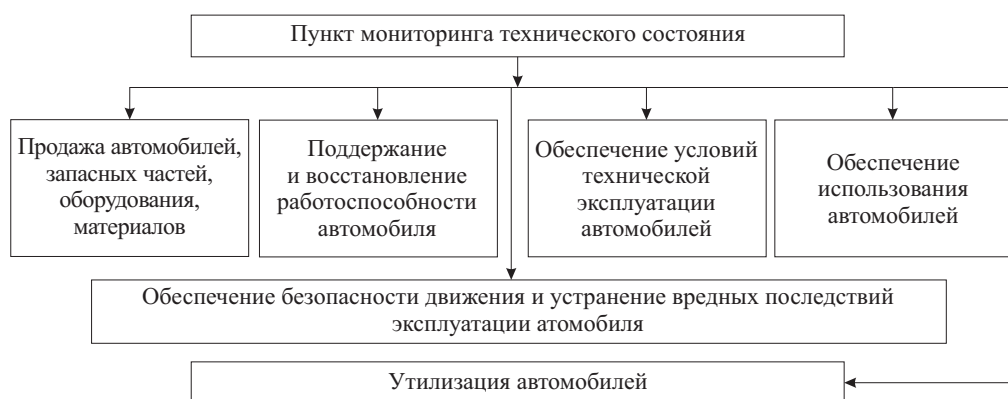 Пункт мониторинга технического состояния
Продажа автомобилей,
запасных частей,
оборудования,
материалов
Поддержание
и восстановление
работоспособности
автомобиля
Обеспечение условий
технической
эксплуатации
автомобилей
Обеспечение
использования
автомобилей
Обеспечение безопасности движения и устранение вредных последствий
эксплуатации атомобиля
Утилизация автомобилей